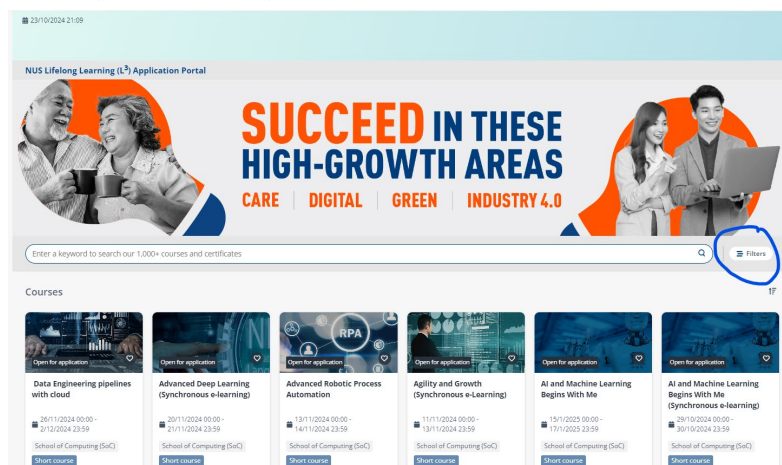 23/10/2024 21:09
NUS Lifelong Learning (L³) Application Portal
SUCCEED IN THESE
HIGH-GROWTH AREAS
CARE | DIGITAL | GREEN | INDUSTRY 4.0
Enter a keyword to search our 1,000+ courses and certificates
Filters
Courses
RPA
Open for application
Data Engineering pipelines
with cloud
26/11/2024 00:00 -
2/12/2024 23:59
School of Computing (SoC)
Short course
Open for application
Advanced Deep Learning
(Synchronous e-learning)
20/11/2024 00:00 -
21/11/2024 23:59
School of Computing (SoC)
Short course
Open for application
Advanced Robotic Process
Automation
13/11/2024 00:00 -
14/11/2024 23:59
School of Computing (SoC)
Short course
Open for application
Agility and Growth
(Synchronous e-Learning)
11/11/2024 00:00 -
13/11/2024 23:59
School of Computing (SoC)
Short course
Open for application
AI and Machine Learning
Begins With Me
15/1/2025 00:00 -
17/1/2025 23:59
School of Computing (SoC)
Short course
Open for application
AI and Machine Learning
Begins With Me
(Synchronous e-learning)
29/10/2024 00:00 -
30/10/2024 23:59
School of Computing (SoC)
Short course